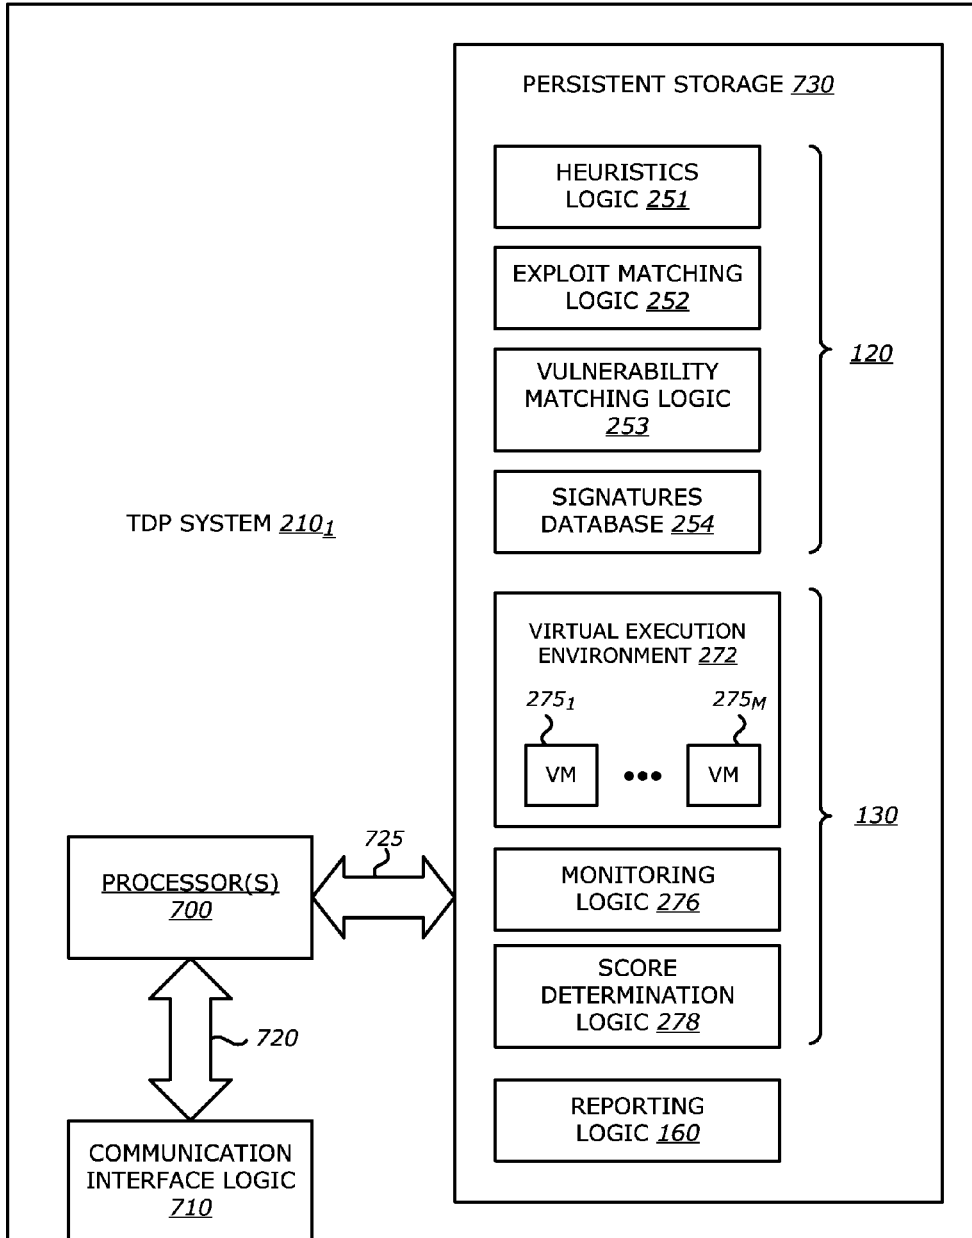 PERSISTENT STORAGE 730
HEURISTICS
LOGIC 251
EXPLOIT MATCHING
LOGIC 252
VULNERABILITY
MATCHING LOGIC
253
SIGNATURES
DATABASE 254
120
TDP SYSTEM 210₁
VIRTUAL EXECUTION
ENVIRONMENT 272
275₁
275M
VM
VM
130
MONITORING
LOGIC 276
SCORE
DETERMINATION
LOGIC 278
REPORTING
LOGIC 160
725
PROCESSOR(S)
700
720
COMMUNICATION
INTERFACE LOGIC
710